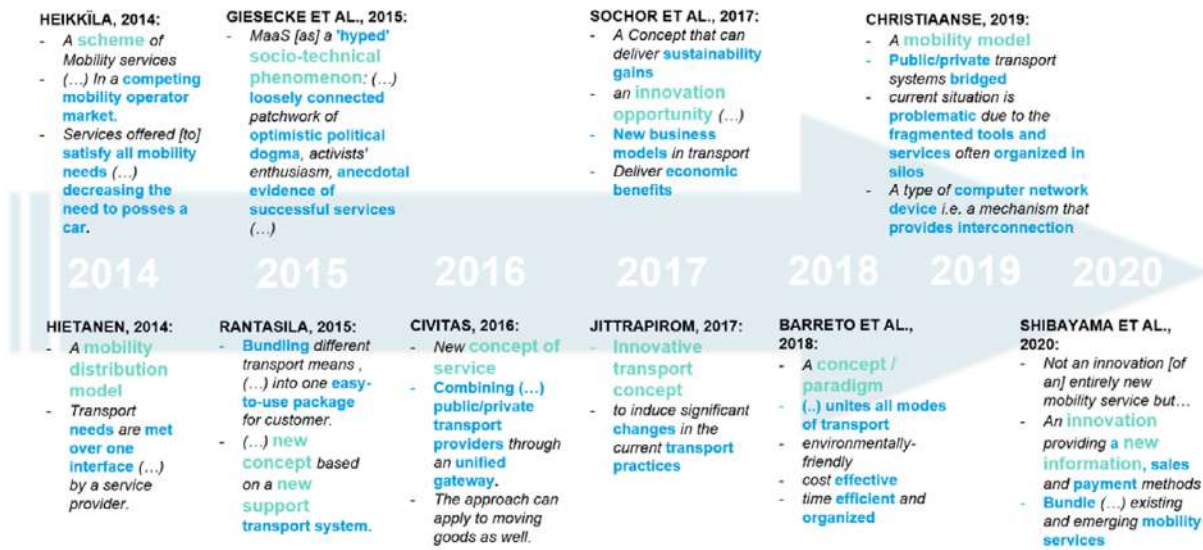 HEIKKÏLA, 2014:
- A scheme of
Mobility services
- (...) In a competing
mobility operator
market.
- Services offered [to]
satisfy all mobility
needs (...)
decreasing the
need to posses a
car.
GIESECKE ET AL., 2015:
- MaaS [as] a 'hyped'
socio-technical
phenomenon: (...)
loosely connected
patchwork of
optimistic political
dogma, activists'
enthusiasm, anecdotal
evidence of
successful services
(...)
SOCHOR ET AL., 2017:
- A Concept that can
deliver sustainability
gains
- an innovation
opportunity (...)
- New business
models in transport
- Deliver economic
benefits
CHRISTIAANSE, 2019:
- A mobility model
- Public/private transport
systems bridged
- current situation is
problematic due to the
fragmented tools and
services often organized in
silos
- A type of computer network
device i.e. a mechanism that
provides interconnection
2014 2015 2016 2017 2018 2019 2020
HIETANEN, 2014:
- A mobility
distribution
model
- Transport
needs are met
over one
interface (...)
by a service
provider.
RANTASILA, 2015:
- Bundling different
transport means ,
(...) into one easy-
to-use package
for customer.
- (...) new
concept based
on a new
support
transport system.
CIVITAS, 2016:
- New concept of
service
- Combining (...)
public/private
transport
providers through
an unified
gateway.
- The approach can
apply to moving
goods as well.
JITTRAPIROM, 2017:
- Innovative
transport
concept
- to induce significant
changes in the
current transport
practices
BARRETO ET AL.,
2018:
- A concept /
paradigm
- (..) unites all modes
of transport
- environmentally-
friendly
- cost effective
- time efficient and
organized
SHIBAYAMA ET AL.,
2020:
- Not an innovation [of
an] entirely new
mobility service but…
- An innovation
providing a new
information, sales
and payment methods
- Bundle (...) existing
and emerging mobility
services